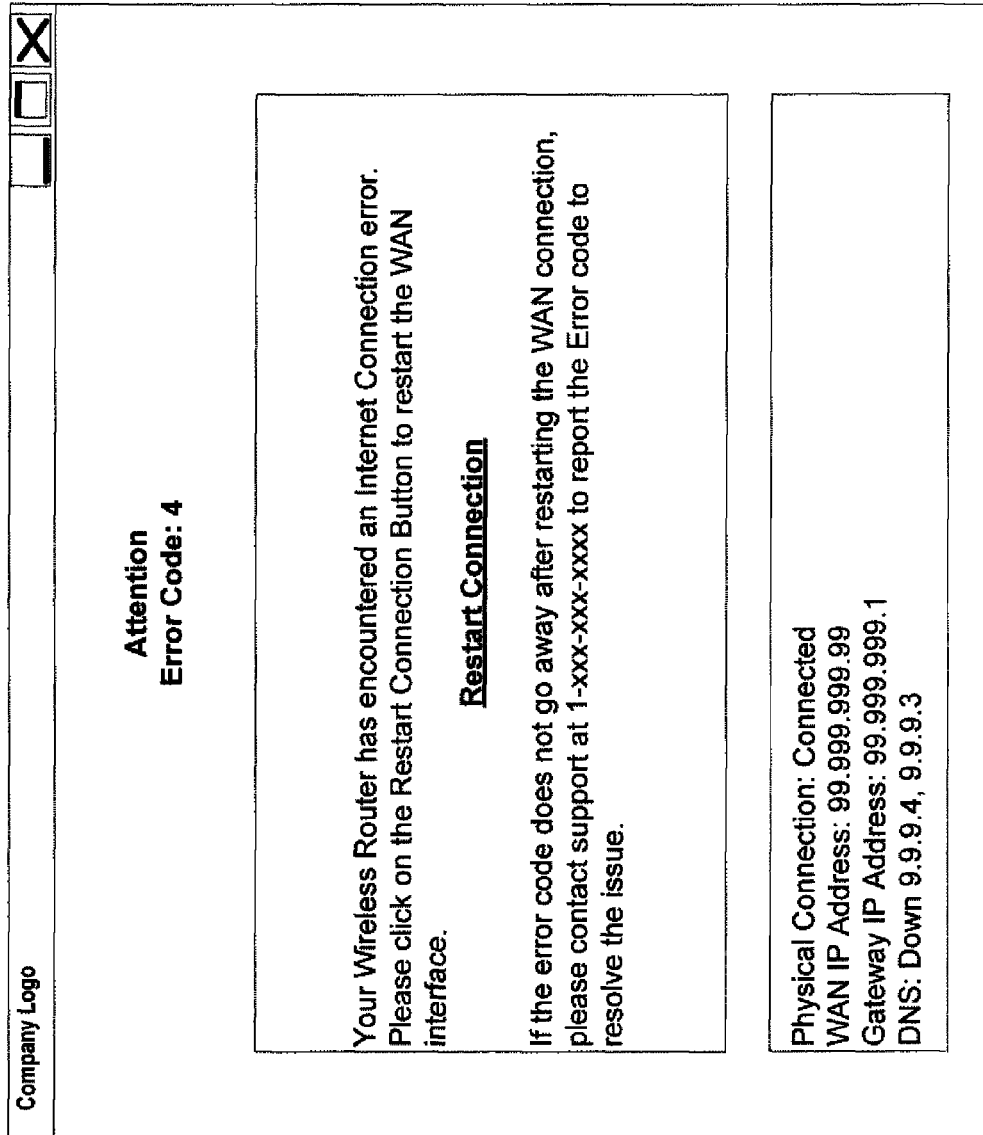 Company Logo
Attention
Error Code: 4
Your Wireless Router has encountered an Internet Connection error.
Please click on the Restart Connection Button to restart the WAN
interface.
Restart Connection
If the error code does not go away after restarting the WAN connection,
please contact support at 1-xxx-xxx-xxxx to report the Error code to
resolve the issue.
Physical Connection: Connected
WAN IP Address: 99.999.999.99
Gateway IP Address: 99.999.999.1
DNS: Down 9.9.9.4, 9.9.9.3